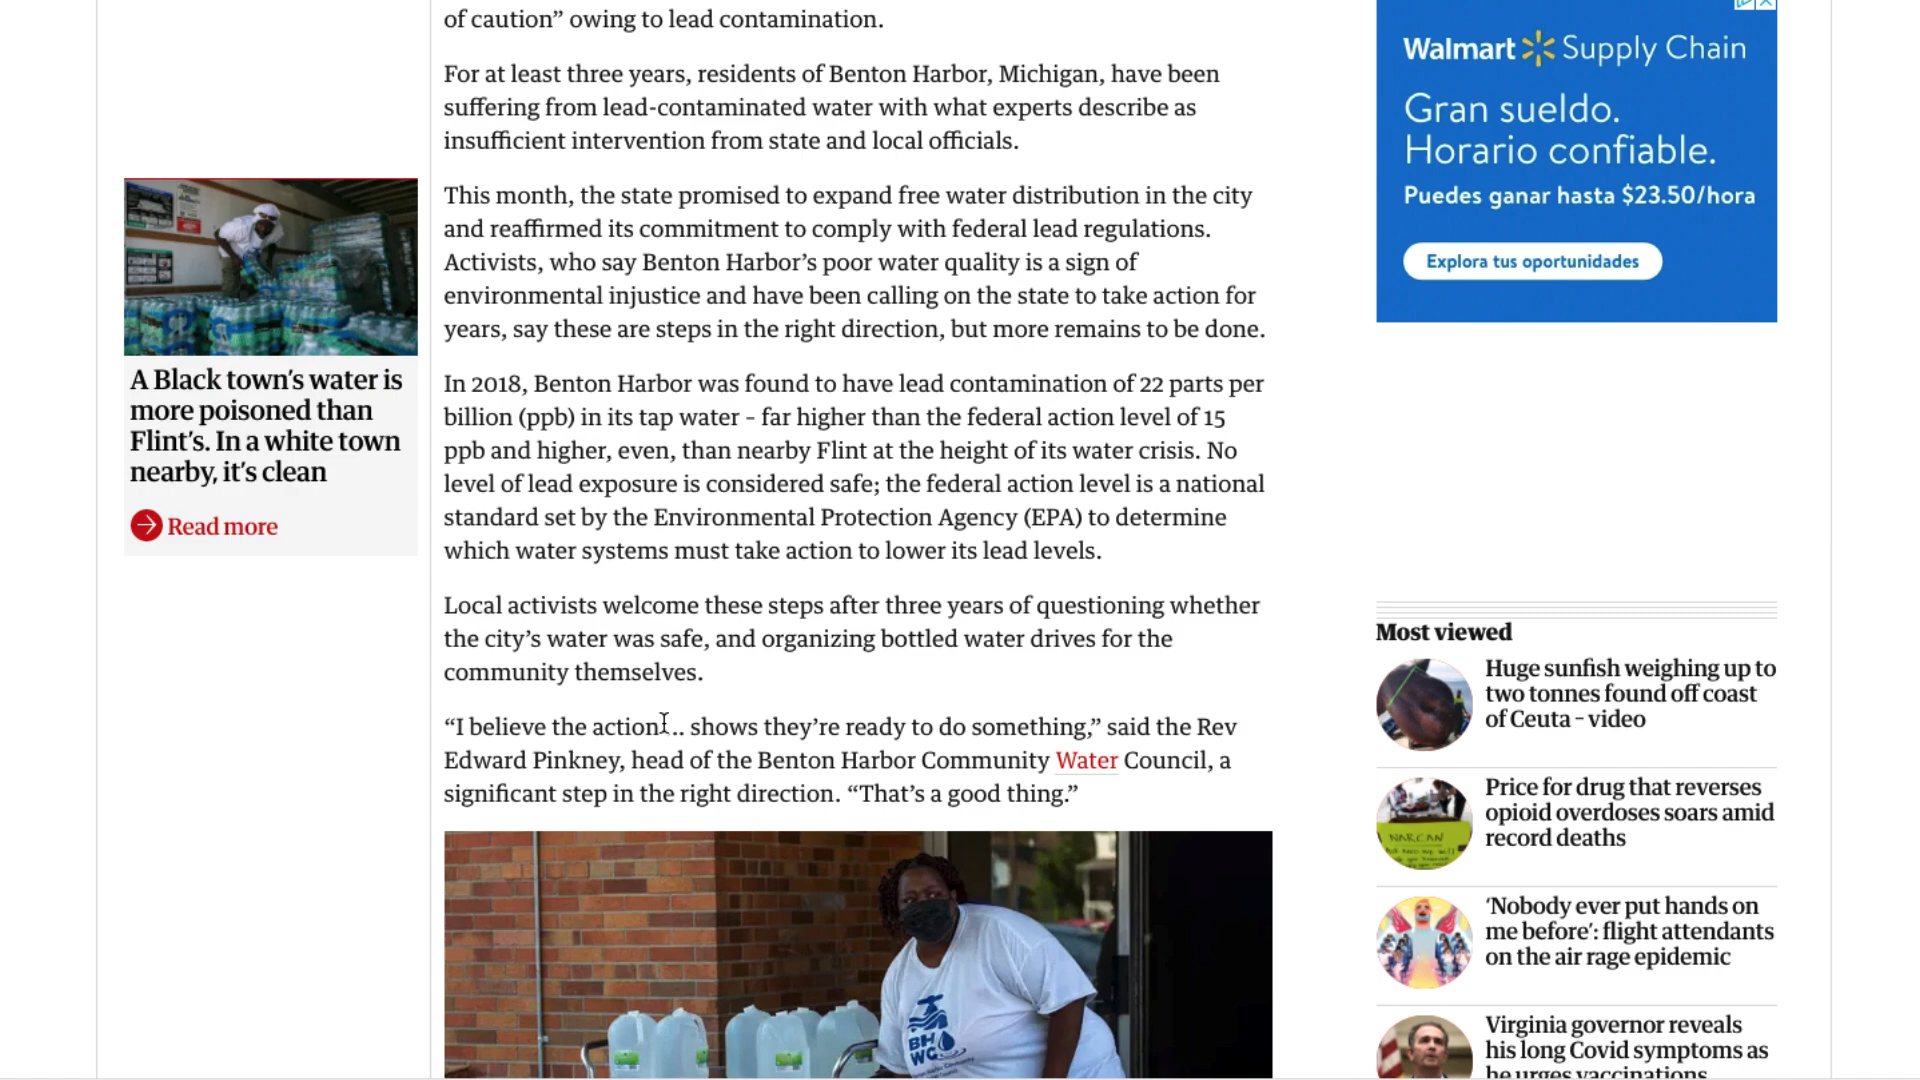 of caution” owing to lead contamination.
For at least three years, residents of Benton Harbor, Michigan, have been
suffering from lead-contaminated water with what experts describe as
insufficient intervention from state and local officials.
This month, the state promised to expand free water distribution in the city
and reaffirmed its commitment to comply with federal lead regulations.
Activists, who say Benton Harbor’s poor water quality is a sign of
environmental injustice and have been calling on the state to take action for
years, say these are steps in the right direction, but more remains to be done.
In 2018, Benton Harbor was found to have lead contamination of 22 parts per
billion (ppb) in its tap water – far higher than the federal action level of 15
ppb and higher, even, than nearby Flint at the height of its water crisis. No
level of lead exposure is considered safe; the federal action level is a national
standard set by the Environmental Protection Agency (EPA) to determine
which water systems must take action to lower its lead levels.
Local activists welcome these steps after three years of questioning whether
the city’s water was safe, and organizing bottled water drives for the
community themselves.
“I believe the action … shows they’re ready to do something,” said the Rev
Edward Pinkney, head of the Benton Harbor Community Water Council, a
significant step in the right direction. “That’s a good thing.”
BH
WC
A Black town’s water is
more poisoned than
Flint’s. In a white town
nearby, it’s clean
Read more
Walmart Supply Chain
Gran sueldo.
Horario confiable.
Puedes ganar hasta $23.50/hora
Explora tus oportunidades
Most viewed
Huge sunfish weighing up to
two tonnes found off coast
of Ceuta – video
NARCAN
Price for drug that reverses
opioid overdoses soars amid
record deaths
‘Nobody ever put hands on
me before’: flight attendants
on the air rage epidemic
Virginia governor reveals
his long Covid symptoms as
he urges vaccinations